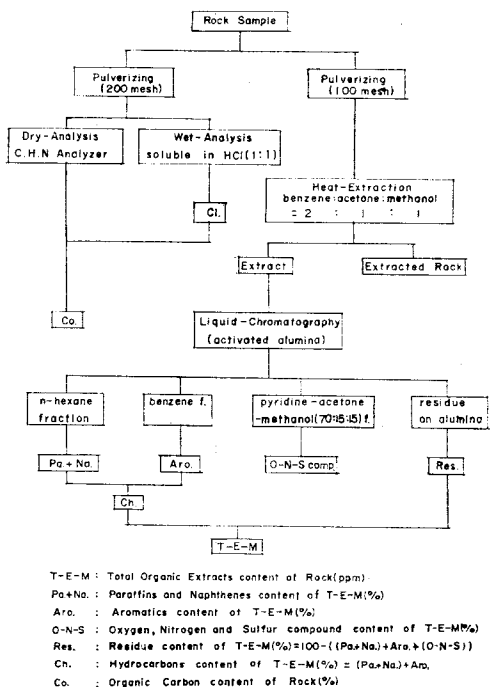 Rock Sample
Pulverizing
(200 mesh)
Pulverizing
(100 mesh)
Dry-Analysis
C.H.N Analyzer
Wet-Analysis
soluble in HCl(1:1)
Heat-Extraction
benzene:acetone:methanol
= 2 : 1 : 1
Cl.
Extract
Extracted Rock
Co.
Liquid-Chromatography
(activated alumina)
n-hexane
fraction
benzene f.
pyridine-acetone
-methanol(70:15:15)f.
residue
on alumina
Pa.+Na.
Aro.
O-N-S comp.
Res.
Ch.
T-E-M
T-E-M : Total Organic Extracts content of Rock(ppm)
Pa.+Na. : Paraffins and Naphthenes content of T-E-M(%)
Aro. : Aromatics content of T-E-M(%)
O-N-S : Oxygen, Nitrogen and Sulfur compound content of T-E-M(%)
Res. : Residue content of T-E-M(%)=100-((Pa.+Na.)+Aro.+(O-N-S))
Ch. : Hydrocarbons content of T-E-M(%) = (Pa.+Na.)+Aro.
Co. : Organic Carbon content of Rock(%)